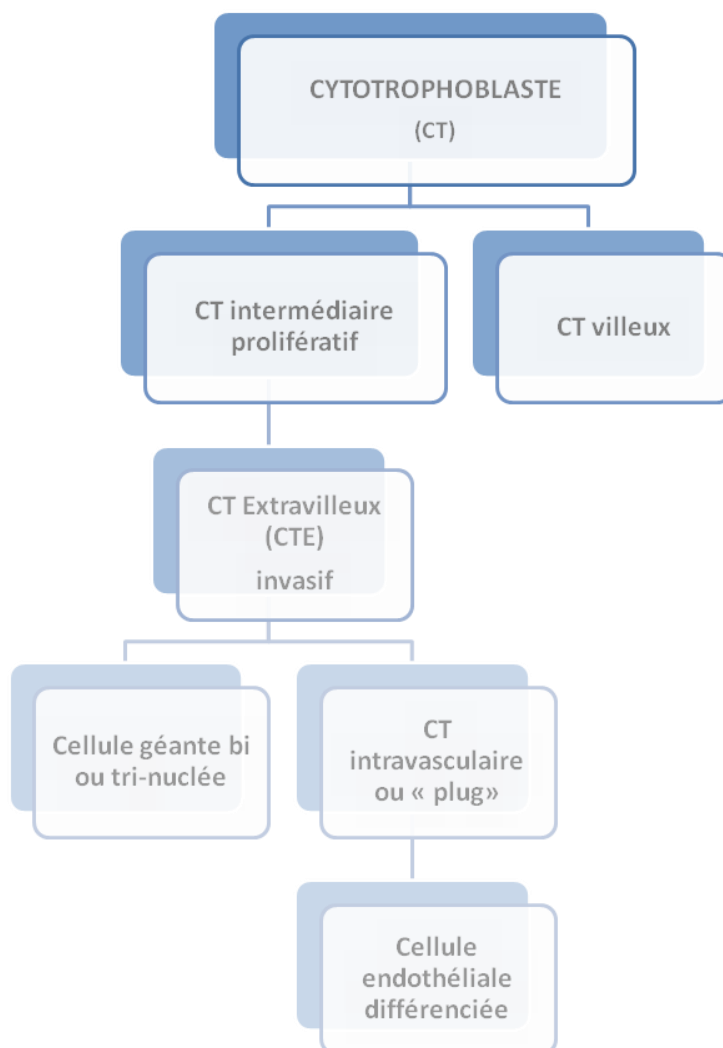 CYTOTROPHOBLASTE
(CT)
CT intermédiaire
prolifératif
CT villeux
CT Extravilleux
(CTE)
invasif
Cellule géante bi
ou tri-nuclée
CT
intravasculaire
ou « plug»
Cellule
endothéliale
différenciée